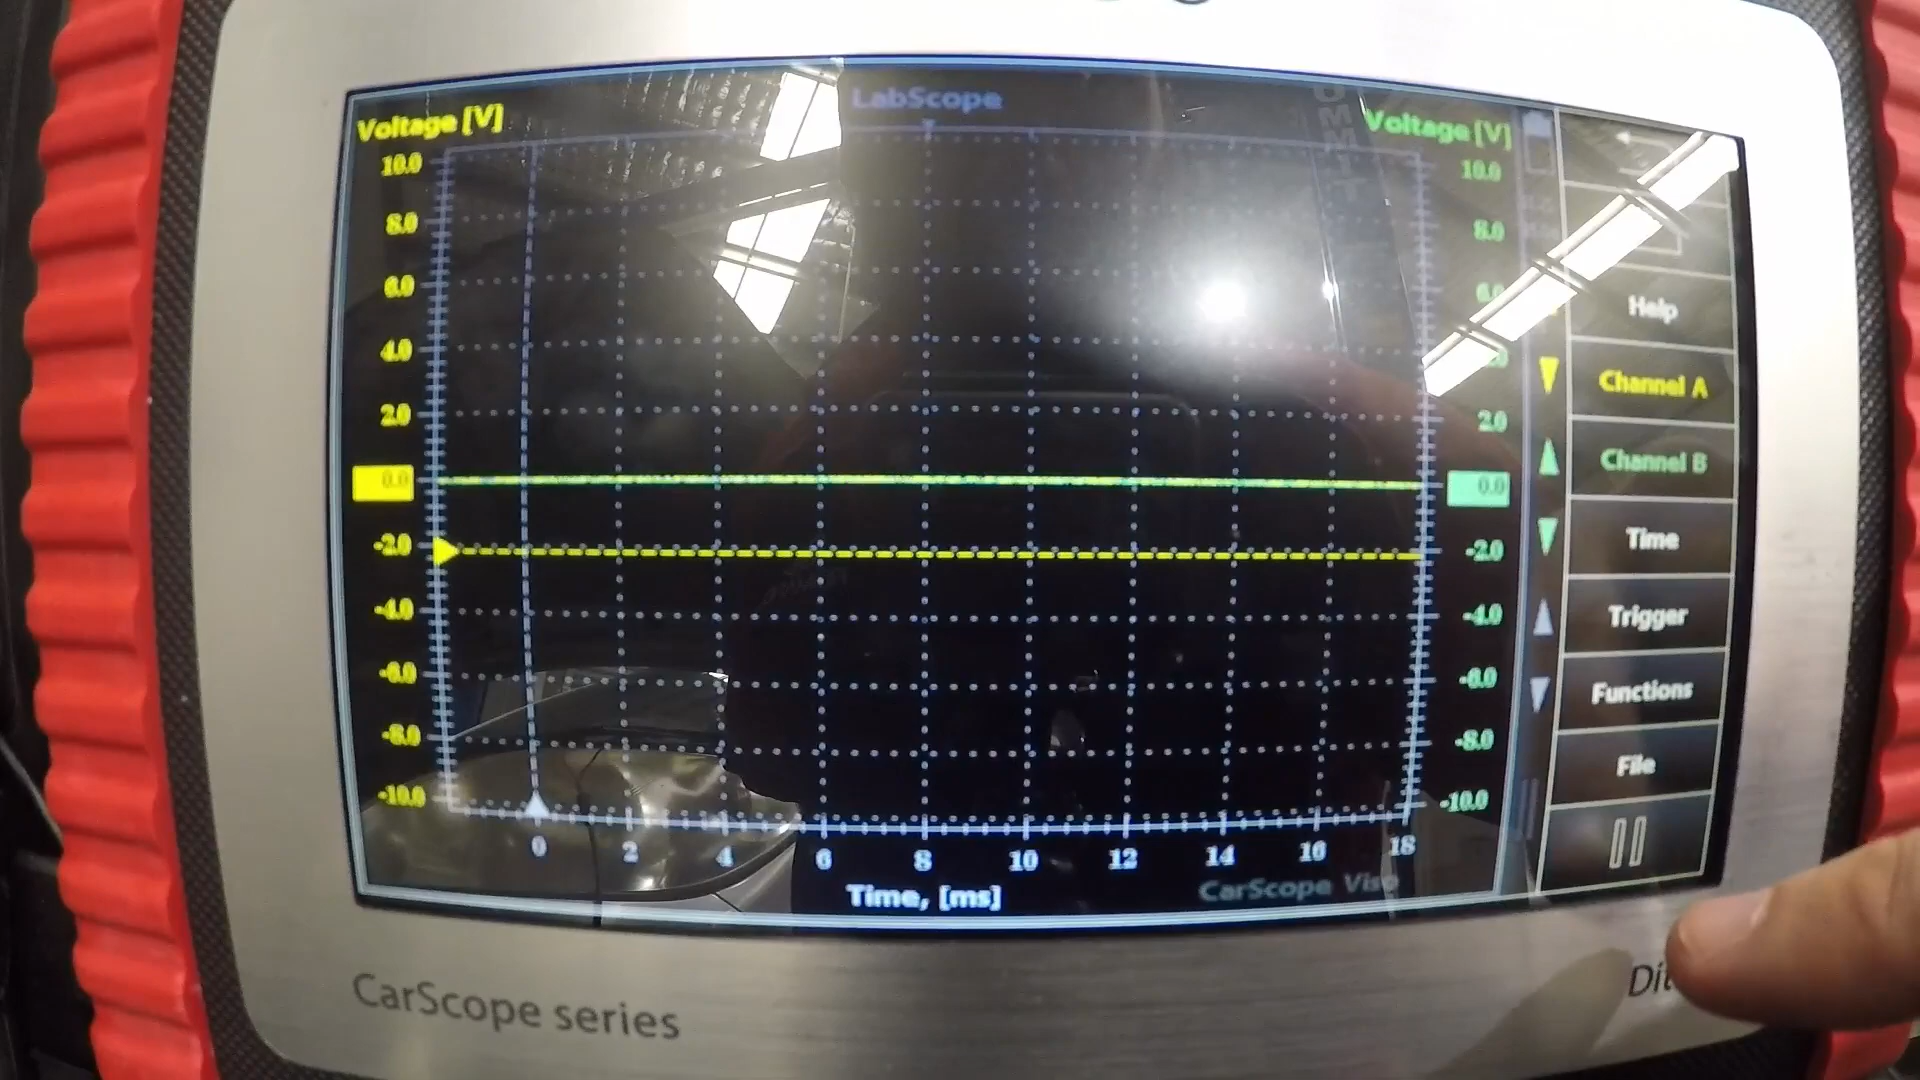 LabScope
Voltage [V]
Voltage [V]
10.0
8.0
6.0
4.0
2.0
0.0
-2.0
-4.0
-6.0
-8.0
-10.0
10.0
8.0
6.0
2.0
0.0
-2.0
-4.0
-6.0
-8.0
-10.0
0 2 4 6 8 10 12 14 16 18
Time, [ms]
CarScope Viso
Help
Channel A
Channel B
Time
Trigger
Functions
File
CarScope series